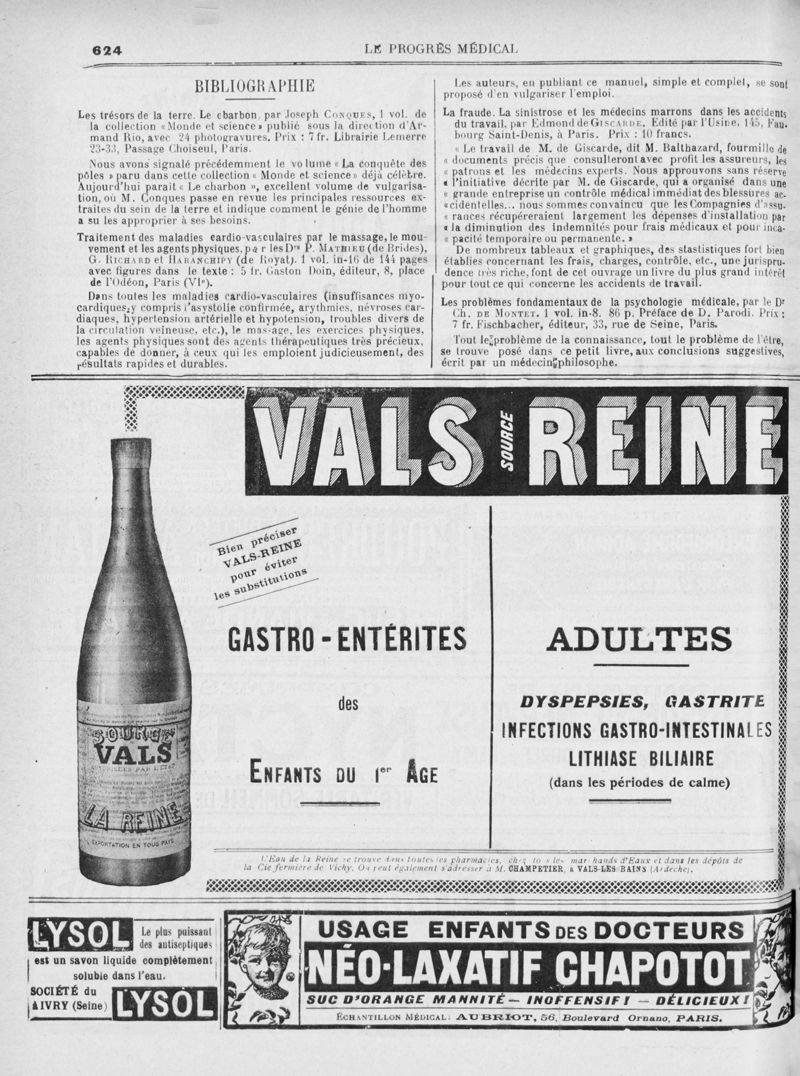 624
LE PROGRÈS MÉDICAL
BIBLIOGRAPHIE
Les trésors de la terre. Le charbon, par Joseph CONQUES, 1 vol. de
la collection « Monde et science » publié sous la direction d'Ar-
mand Rio, avec 24 photogravures. Prix : 7 fr. Librairie Lemerre
23-33, Passage Choiseul, Paris.
Nous avons signalé précédemment le volume « La conquête des
pôles » paru dans cette collection « Monde et science » déjà célèbre.
Aujourd'hui parait « Le charbon », excellent volume de vulgarisa-
tion, où M. Conques passe en revue les principales ressources ex-
traites du sein de la terre et indique comment le génie de l'homme
a su les approprier à ses besoins.
Traitement des maladies cardio-vasculaires par le massage, le mou-
vement et les agents physiques, par les Drs P. MATHIEU (de Brides),
G. RICHARD et HARANCHIPY (de Royat). 1 vol. in-16 de 144 pages
avec figures dans le texte : 5 fr. Gaston Doin, éditeur, 8, place
de l'Odéon, Paris (VIe).
Dans toutes les maladies cardio-vasculaires (insuffisances myo-
cardiques,y compris l'asystolie confirmée, arythmies, névroses car-
diaques, hypertension artérielle et hypotension, troubles divers de
la circulation veineuse, etc.), le massage, les exercices physiques,
les agents physiques sont des agents thérapeutiques très précieux,
capables de donner, à ceux qui les emploient judicieusement, des
résultats rapides et durables.
Les auteurs, en publiant ce manuel, simple et complet, se sont
proposé d'en vulgariser l'emploi.
La fraude. La sinistrose et les médecins marrons dans les accidents
du travail, par Edmond de GISCARDE. Edité par l'Usine, 145, Fau-
bourg Saint-Denis, à Paris. Prix : 10 francs.
« Le travail de M. de Giscarde, dit M. Balthazard, fourmille de
« documents précis que consulteront avec profit les assureurs, les
« patrons et les médecins experts. Nous approuvons sans réserve
« l'initiative décrite par M. de Giscarde, qui a organisé dans une
« grande entreprise un contrôle médical immédiat des blessures ac-
« cidentelles... nous sommes convaincu que les Compagnies d'assu-
« rances récupéreraient largement les dépenses d'installation par
« la diminution des indemnités pour frais médicaux et pour inca-
« pacité temporaire ou permanente. »
De nombreux tableaux et graphiques, des stastistiques fort bien
établies concernant les frais, charges, contrôle, etc., une jurispru-
dence très riche, font de cet ouvrage un livre du plus grand intérêt
pour tout ce qui concerne les accidents de travail.
Les problèmes fondamentaux de la psychologie médicale, par le Dr
Ch. DE MONTET. 1 vol. in-8. 86 p. Préface de D. Parodi. Prix :
7 fr. Fischbacher, éditeur, 33, rue de Seine, Paris.
Tout le problème de la connaissance, tout le problème de l'être,
se trouve posé dans ce petit livre, aux conclusions suggestives,
écrit par un médecin philosophe.
VALS SOURCE REINE
Bien préciser
VALS-REINE
pour éviter
les substitutions
GASTRO-ENTÉRITES
des
ENFANTS DU 1er ÂGE
ADULTES
DYSPEPSIES, GASTRITE
INFECTIONS GASTRO-INTESTINALES
LITHIASE BILIAIRE
(dans les périodes de calme)
SOURCE
VALS
LA REINE
EXPORTATION EN TOUS PAYS
L'Eau de la Reine se trouve dans toutes les pharmacies, chez tous les marchands d'Eaux et dans les dépôts de
la Cie fermière de Vichy. On peut également s'adresser à M. CHAMPETIER, à VALS-LES BAINS (Ardèche).
LYSOL
Le plus puissant
des antiseptiques
est un savon liquide complètement
soluble dans l'eau.
SOCIÉTÉ du
à IVRY (Seine)
LYSOL
USAGE ENFANTS DES DOCTEURS
NÉO-LAXATIF CHAPOTOT
SUC D'ORANGE MANNITÉ — INOFFENSIF! — DÉLICIEUX!
ÉCHANTILLON MÉDICAL: AUBRIOT, 56, Boulevard Ornano, PARIS.